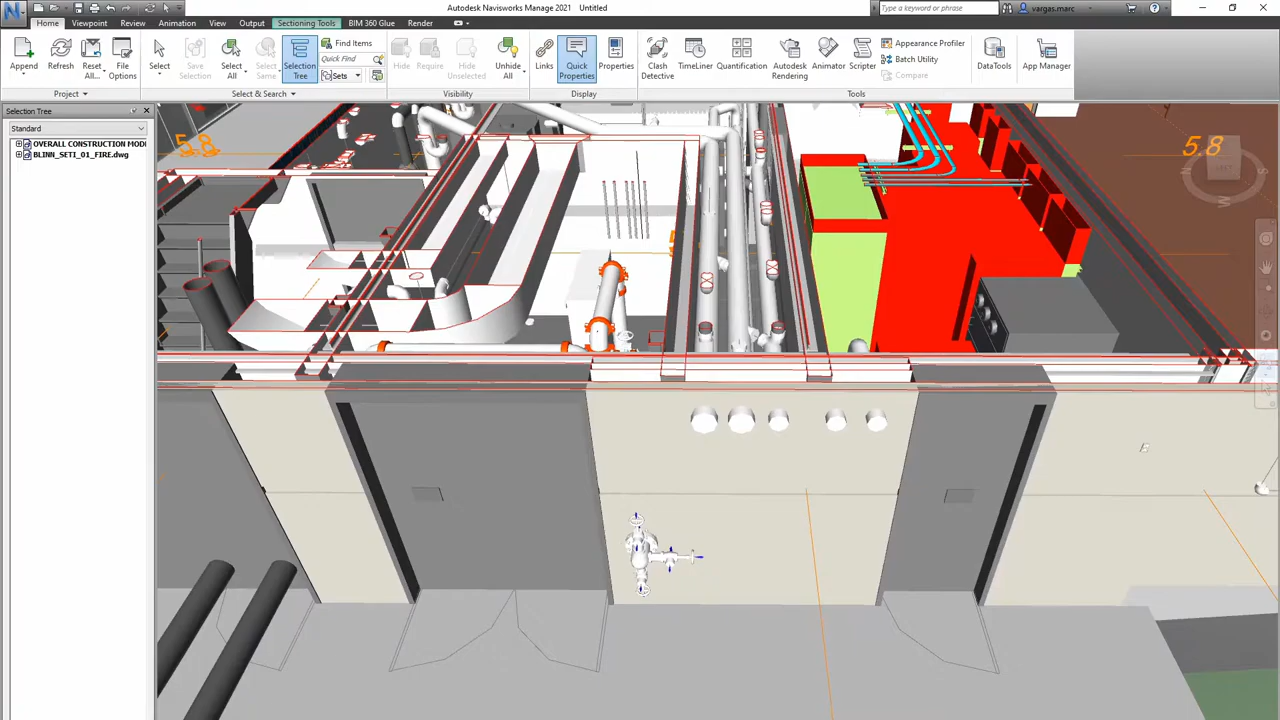 Autodesk Navisworks Manage 2021 Untitled
Type a keyword or phrase
vargas.marc
Home Viewpoint Review Animation View Output Sectioning Tools BIM 360 Glue Render
Append
Refresh
Reset
All...
File
Options
Project
Select
Save
Selection
Select
All
Select
Same
Selection
Tree
Find Items
Quick Find
Sets
Select & Search
Hide
Require
Hide
Unselected
Unhide
All
Visibility
Links
Quick
Properties
Properties
Display
Clash
Detective
TimeLiner
Quantification
Autodesk
Rendering
Animator
Scripter
Appearance Profiler
Batch Utility
Compare
Tools
DataTools
App Manager
Selection Tree
Standard
OVERALL CONSTRUCTION MOD
BLINN_SET1_01_FIRE.dwg
5.8
5.8
W